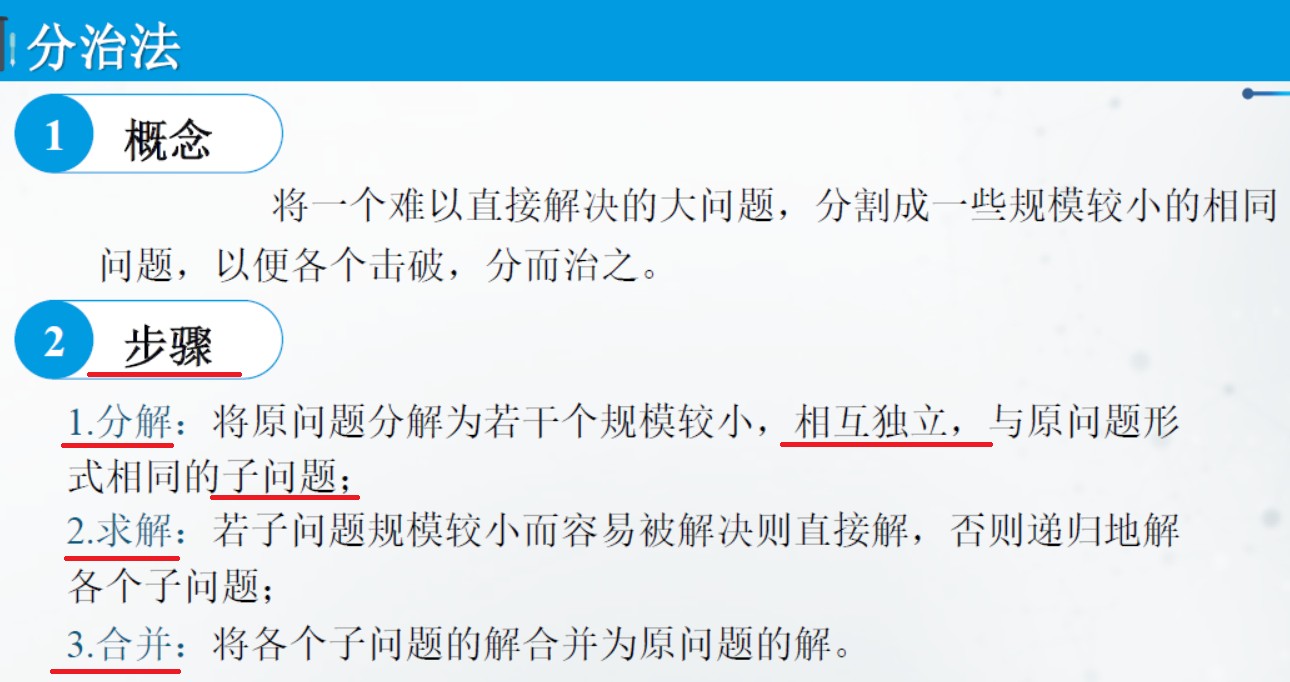 分治法
1 概念
将一个难以直接解决的大问题，分割成一些规模较小的相同
问题，以便各个击破，分而治之。
2 步骤
1.分解：将原问题分解为若干个规模较小，相互独立，与原问题形
式相同的子问题；
2.求解：若子问题规模较小而容易被解决则直接解，否则递归地解
各个子问题；
3.合并：将各个子问题的解合并为原问题的解。